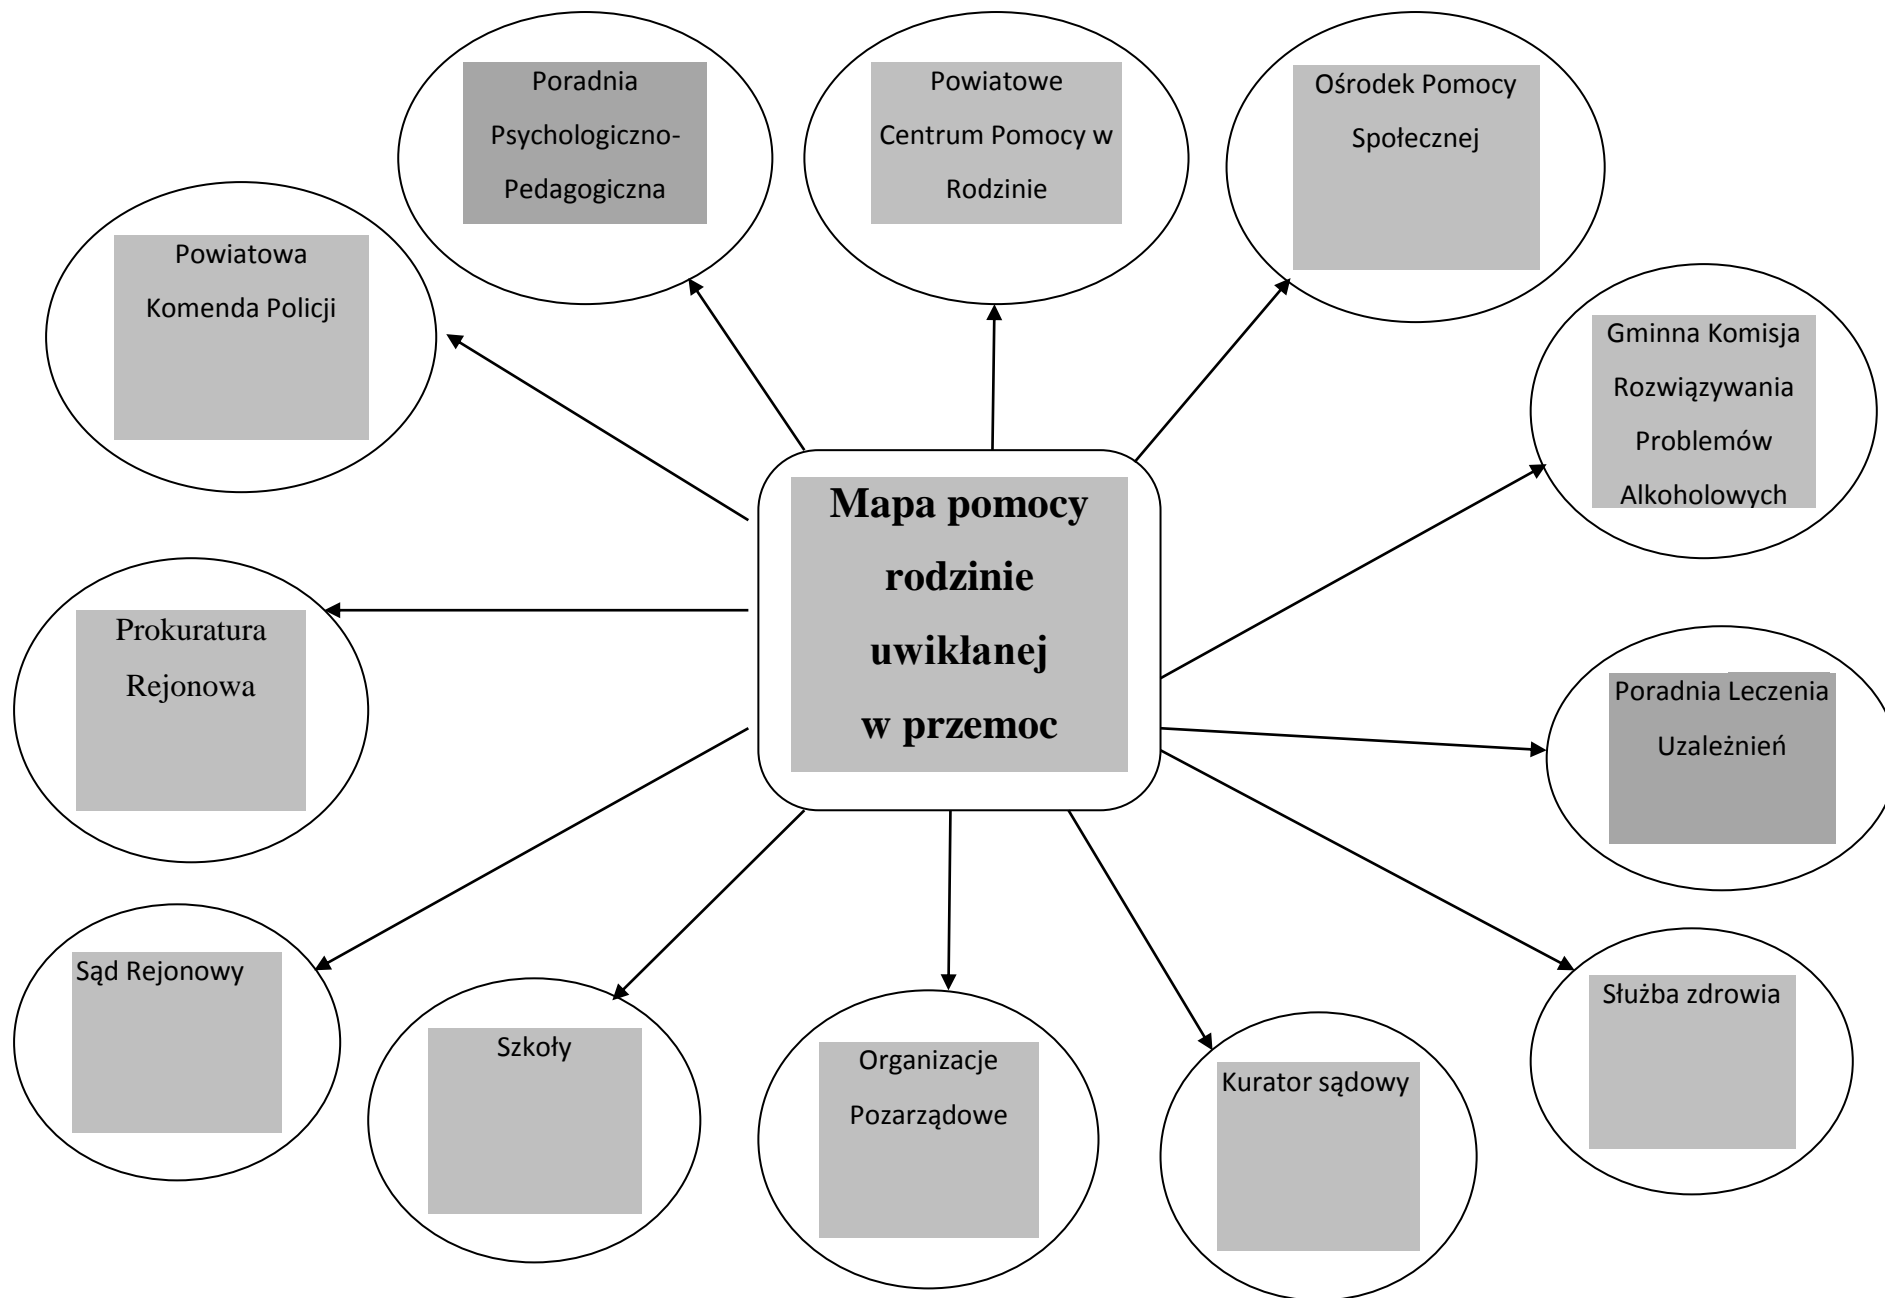 Poradnia
Psychologiczno-
Pedagogiczna
Powiatowe
Centrum Pomocy w
Rodzinie
Ośrodek Pomocy
Społecznej
Powiatowa
Komenda Policji
Gminna Komisja
Rozwiązywania
Problemów
Alkoholowych
Mapa pomocy
rodzinie
uwikłanej
w przemoc
Prokuratura
Rejonowa
Poradnia Leczenia
Uzależnień
Sąd Rejonowy
Szkoły
Organizacje
Pozarządowe
Kurator sądowy
Służba zdrowia